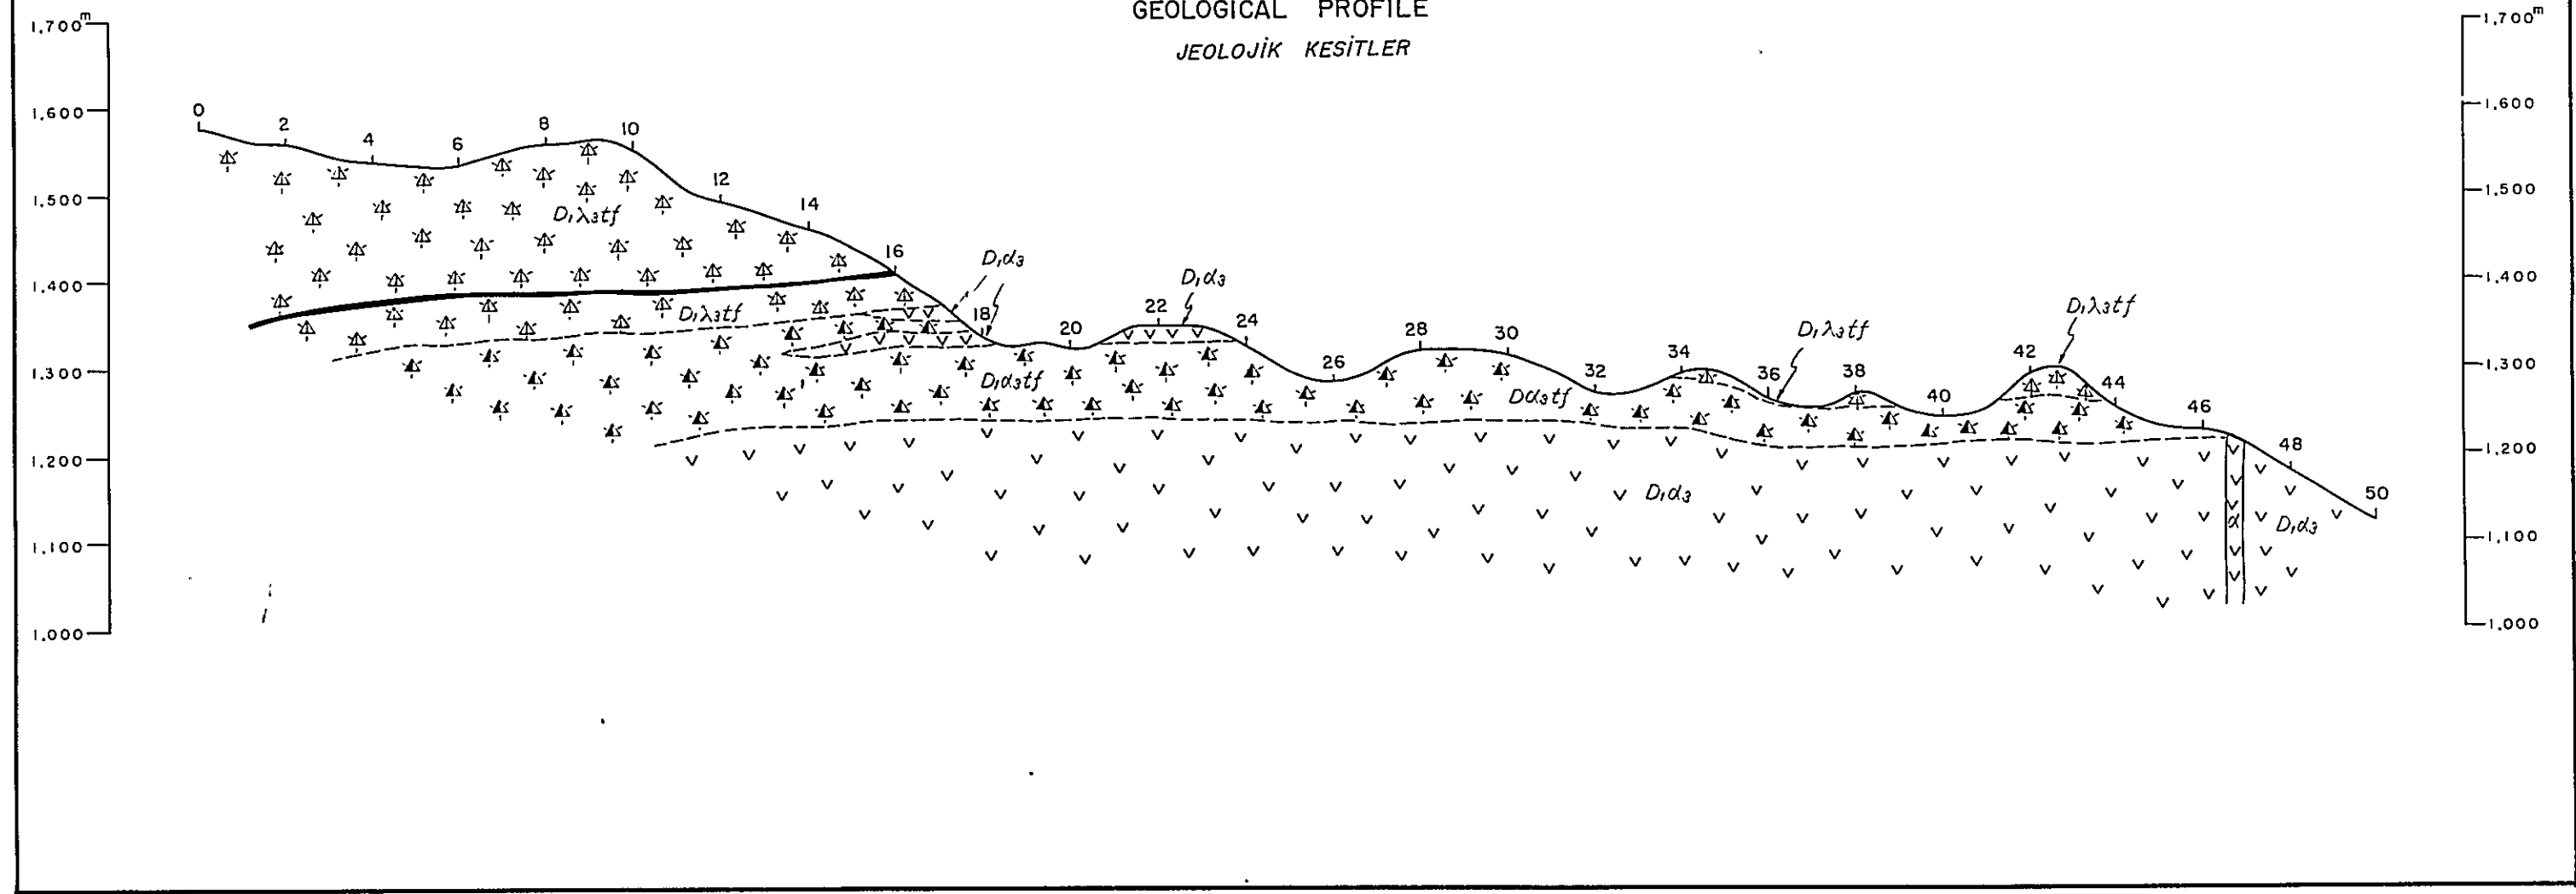 GEOLOGICAL PROFILE
JEOLOJİK KESİTLER
1,700m
1,600
1,500
1,400
1,300
1,200
1,100
1,000
1,700m
1,600
1,500
1,400
1,300
1,200
1,100
1,000
0 2 4 6 8 10 12 14 16 18 20 22 24 26 28 30 32 34 36 38 40 42 44 46 48 50
D₁λ₃tf
D₁λ₃tf
D₁α₃
D₁α₃
D₁λ₃tf
D₁λ₃tf
D₁α₃tf
Dα₃tf
D₁α₃
α
D₁α₃